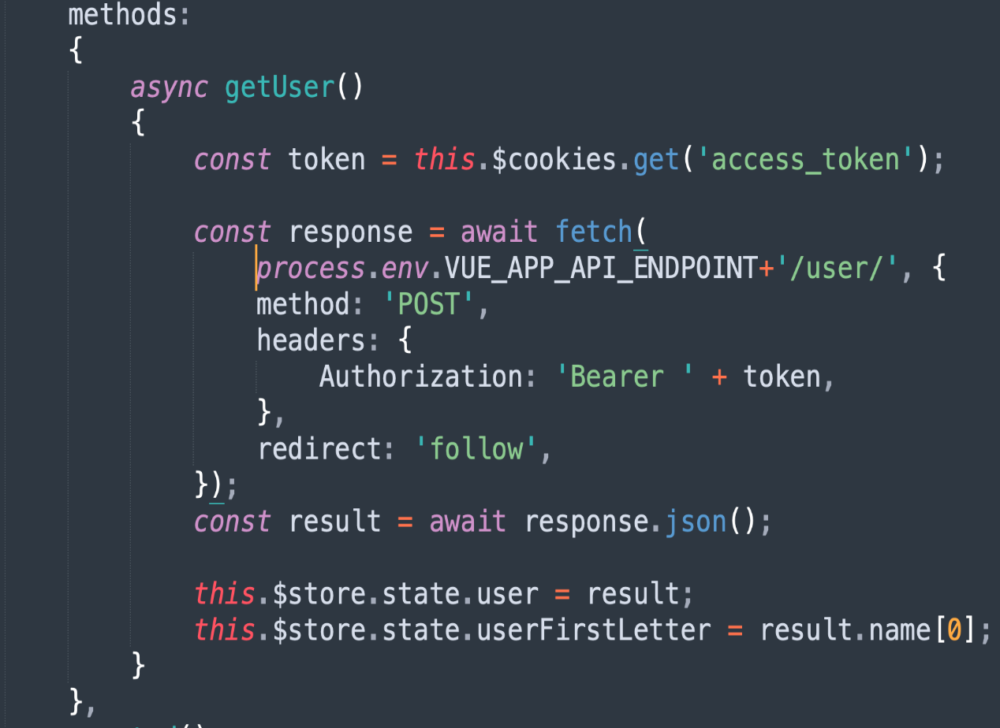 methods:
{
    async getUser()
    {
        const token = this.$cookies.get('access_token');

        const response = await fetch(
            process.env.VUE_APP_API_ENDPOINT+'/user/', {
            method: 'POST',
            headers: {
                Authorization: 'Bearer ' + token,
            },
            redirect: 'follow',
        });
        const result = await response.json();

        this.$store.state.user = result;
        this.$store.state.userFirstLetter = result.name[0];
    }
},